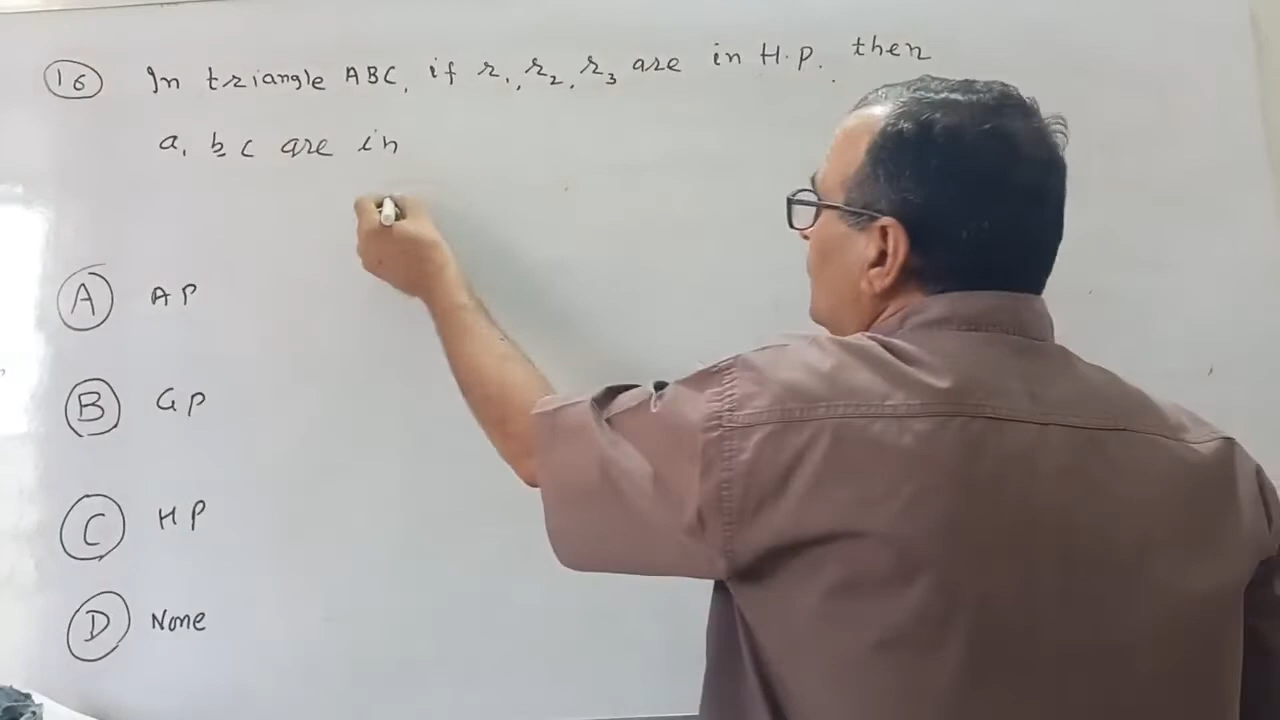 16 In triangle ABC, if r₁, r₂, r₃ are in H.P. then
a, b c are in
A AP
B GP
C HP
D None